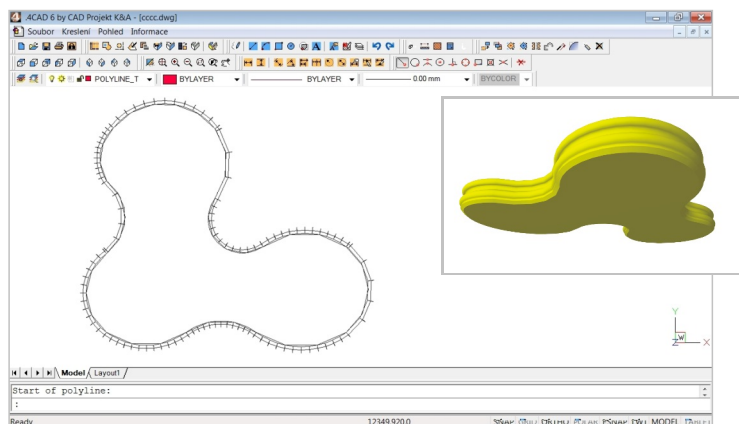 .4CAD 6 by CAD Projekt K&A - [cccc.dwg]
Soubor Kreslení Pohled Informace
POLYLINE_T BYLAYER BYLAYER 0.00 mm BYCOLOR
Y
W
Z X
Model Layout1
Start of polyline:
:
Ready 12349,920,0 MODEL